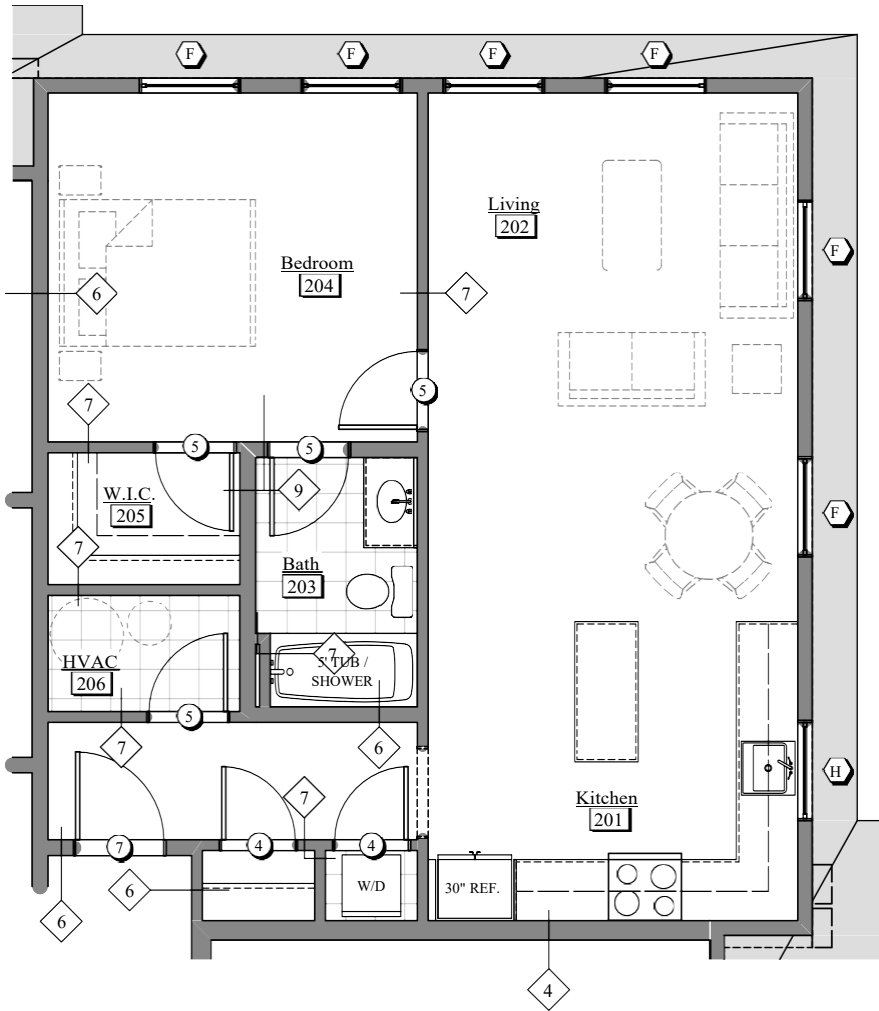 F
F
F
F
Living
202
F
Bedroom
204
6
7
5
7
5
5
W.I.C.
205
9
F
7
Bath
203
HVAC
206
7
5' TUB /
SHOWER
5
7
6
H
Kitchen
201
7
7
4
4
W/D
30" REF.
6
6
4